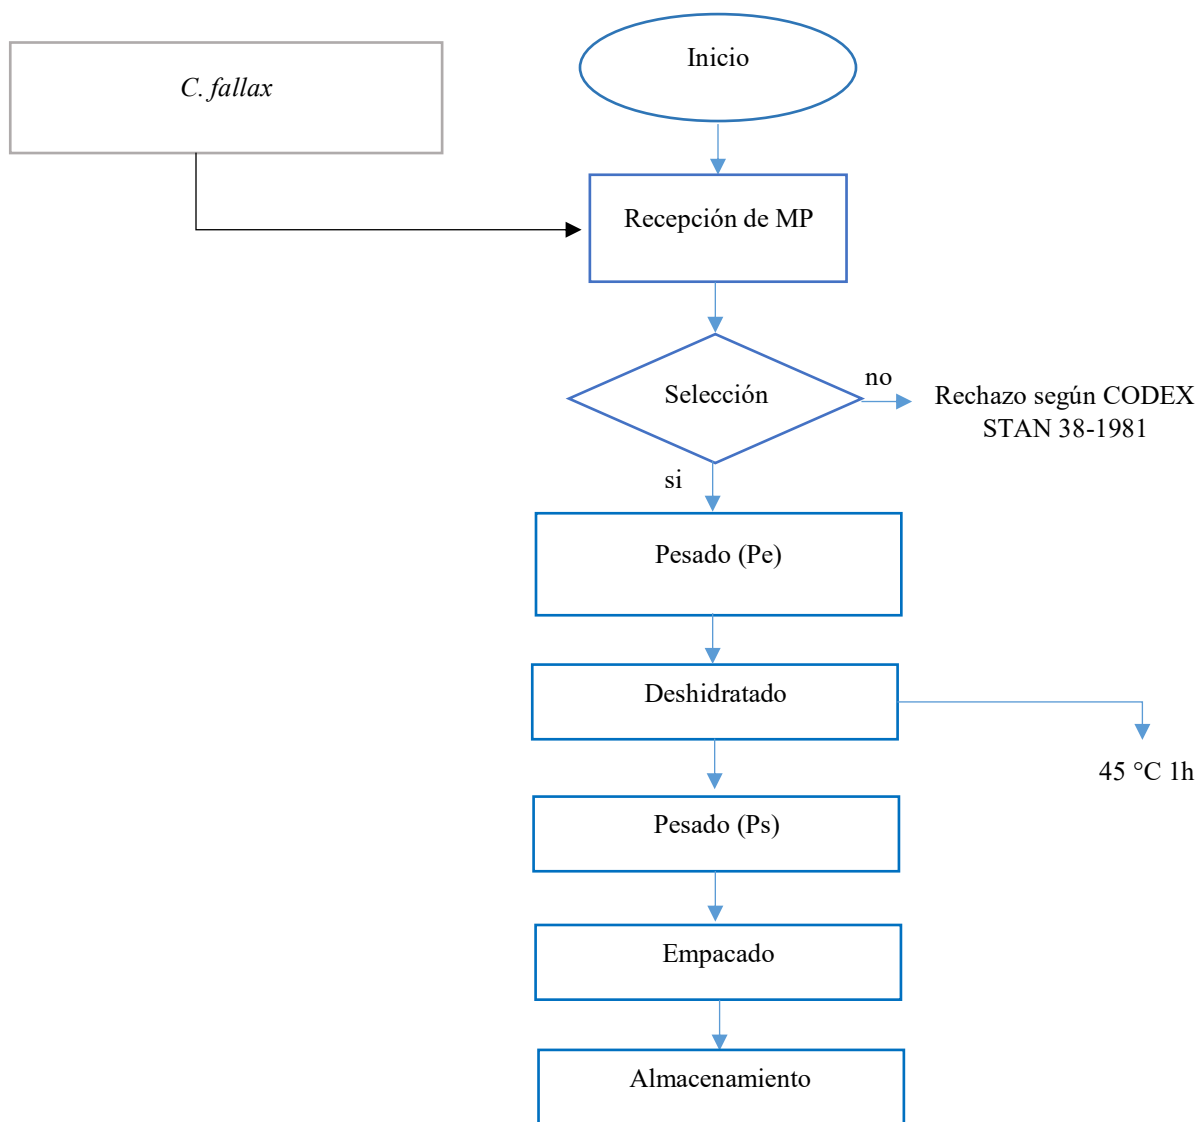 Inicio
C. fallax
Recepción de MP
Selección
no
Rechazo según CODEX
STAN 38-1981
si
Pesado (Pe)
Deshidratado
45 °C 1h
Pesado (Ps)
Empacado
Almacenamiento